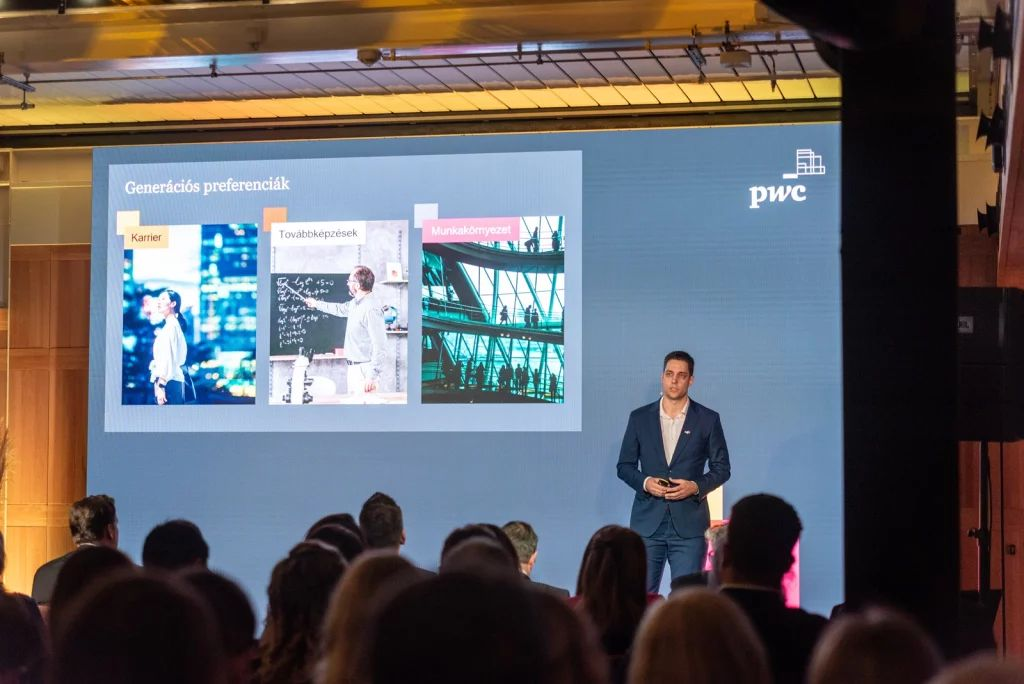 Generációs preferenciák
pwc
Karrier
Továbbképzések
Munkakörnyezet